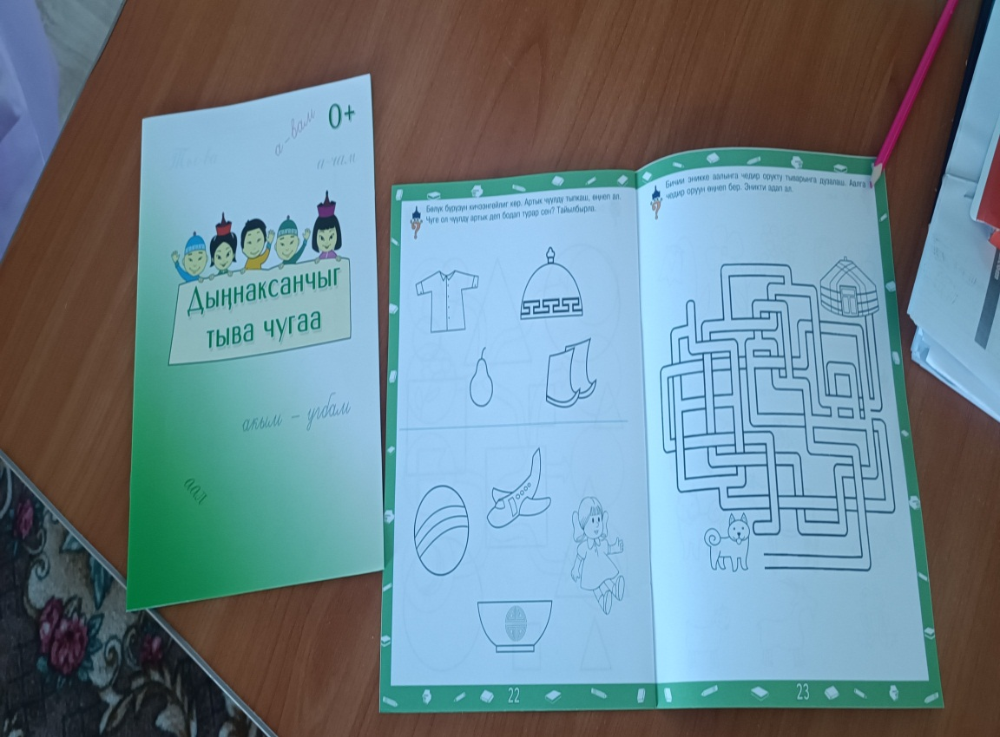 0+
а-вам
Тыва
а-чам
Дыңнаксанчыг
тыва чугаа
акым – угбам
аал
Бөлүк бүрүзүн кичээнгейлиг көр. Артык чүүлдү тыпкаш, өңнеп ал.
Чүге ол чүүлдү артык деп бодап турар сен? Тайылбырла.
22
Бичии эникке аалынга чедир орукту тыварынга дузалаш. Аалга
чедир оруун өңнеп бер. Эникти адап ал.
23